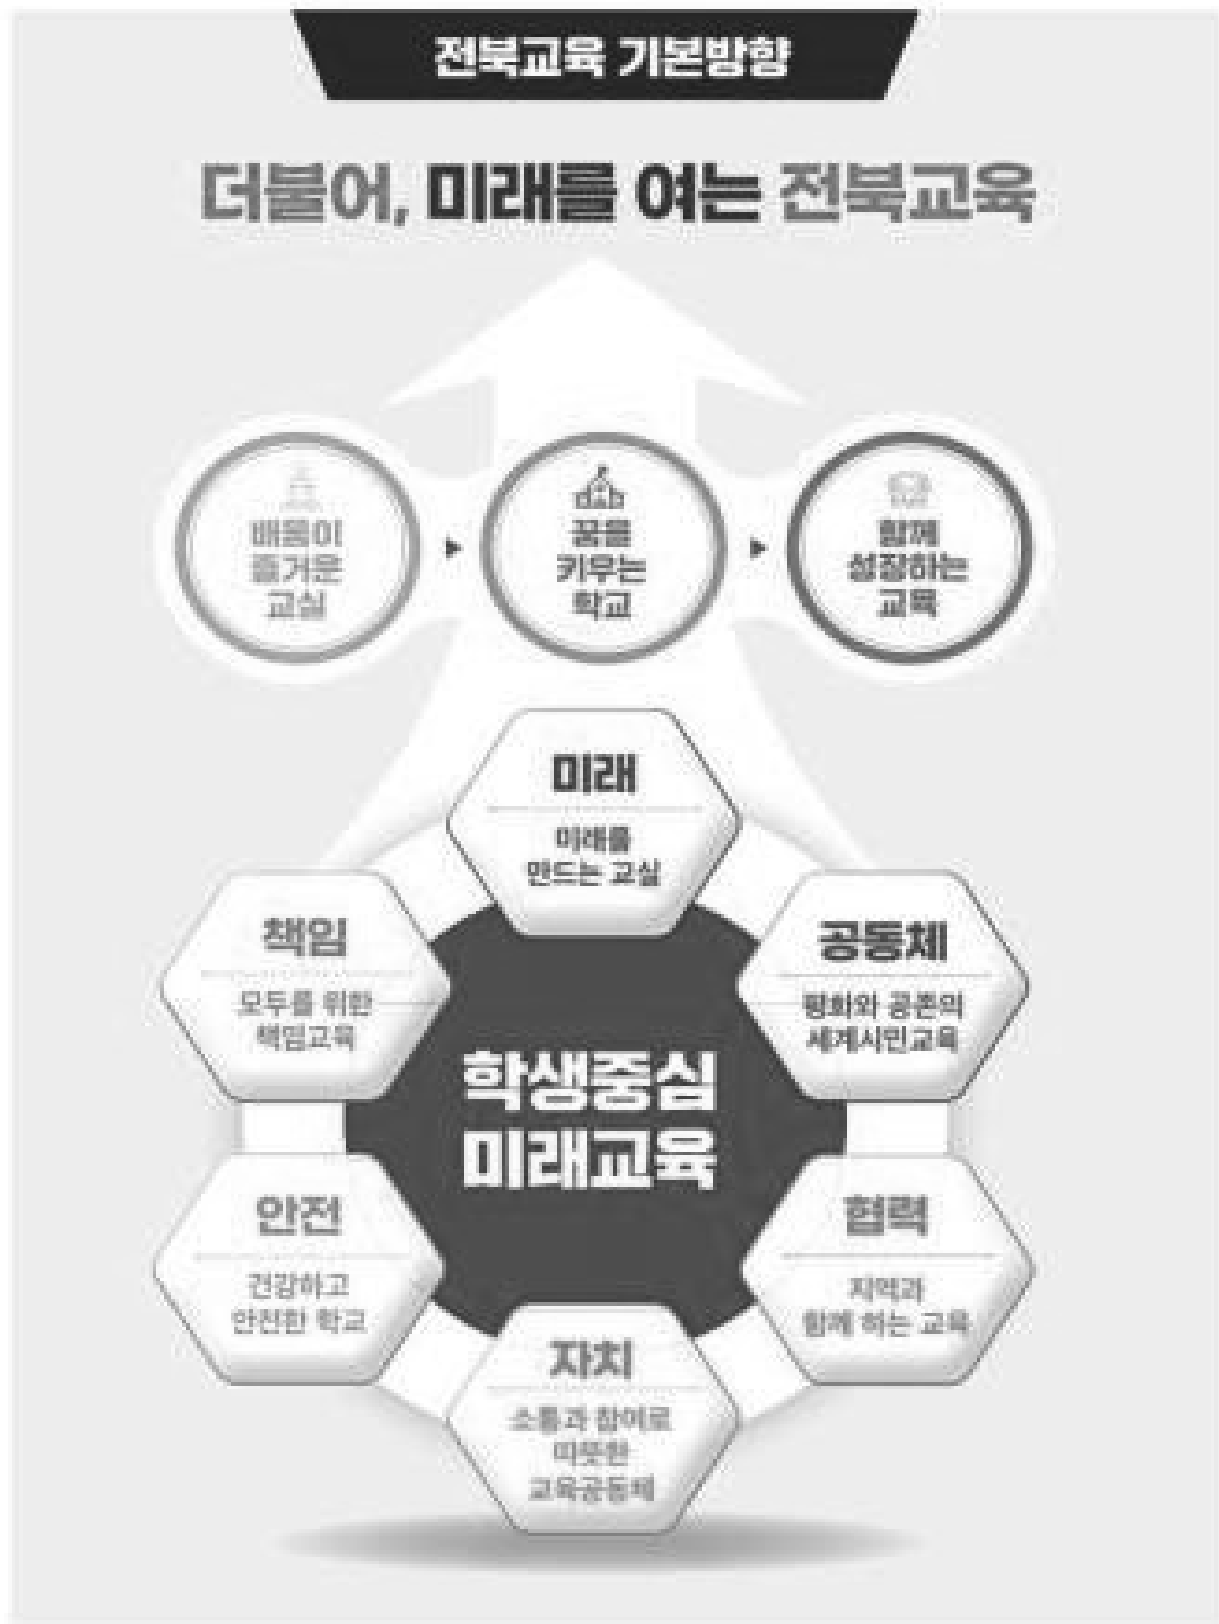 전북교육 기본방향
더불어, 미래를 여는 전북교육
배움이
즐거운
교실
꿈을
키우는
학교
함께
성장하는
교육
미래
미래를
만드는 교실
책임
모두를 위한
책임교육
공동체
평화와 공존의
세계시민교육
학생중심
미래교육
안전
건강하고
안전한 학교
협력
지역과
함께 하는 교육
자치
소통과 참여로
따뜻한
교육공동체